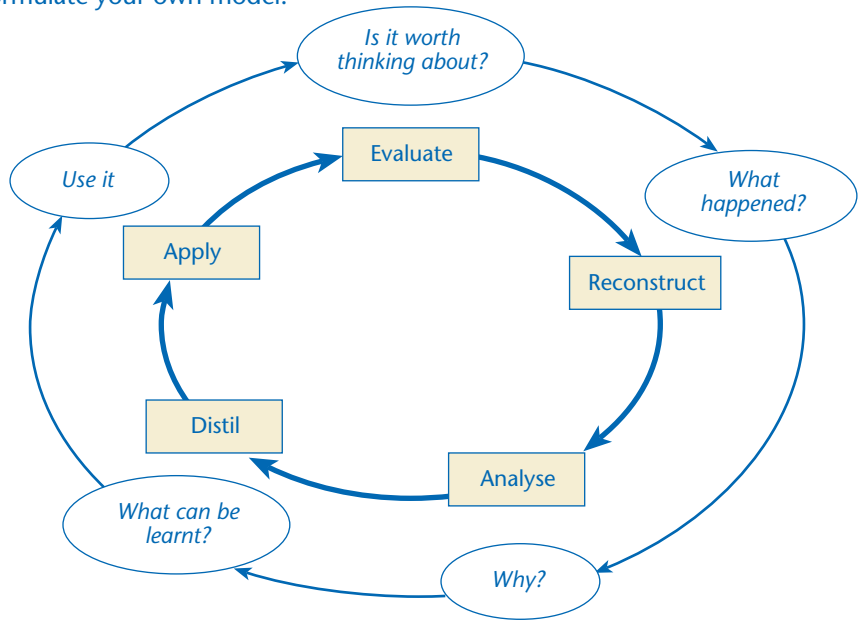 your own model.
Is it worth
thinking about?
Evaluate
What
happened?
Reconstruct
Analyse
Why?
Distil
What can be
learnt?
Apply
Use it